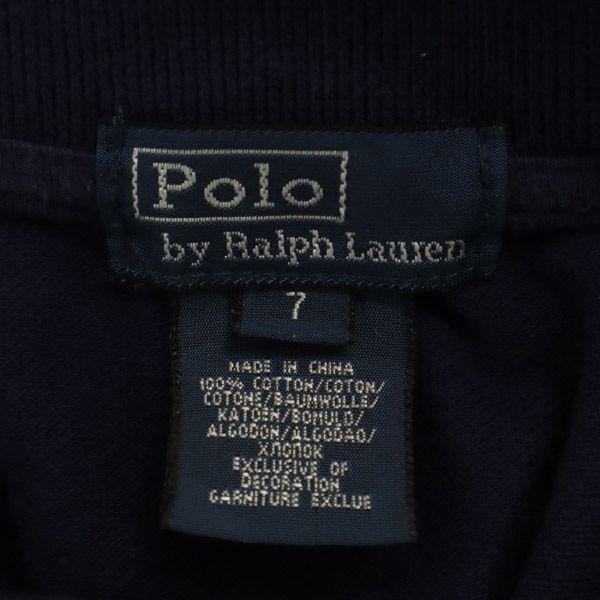 Polo
by Ralph Lauren
7
MADE IN CHINA
100% COTTON/COTON/
COTONE/BAUMWOLLE/
KATOEN/BOMULD/
ALGODON/ALGODAO/
ХЛОПОК
EXCLUSIVE OF
DECORATION
GARNITURE EXCLUE